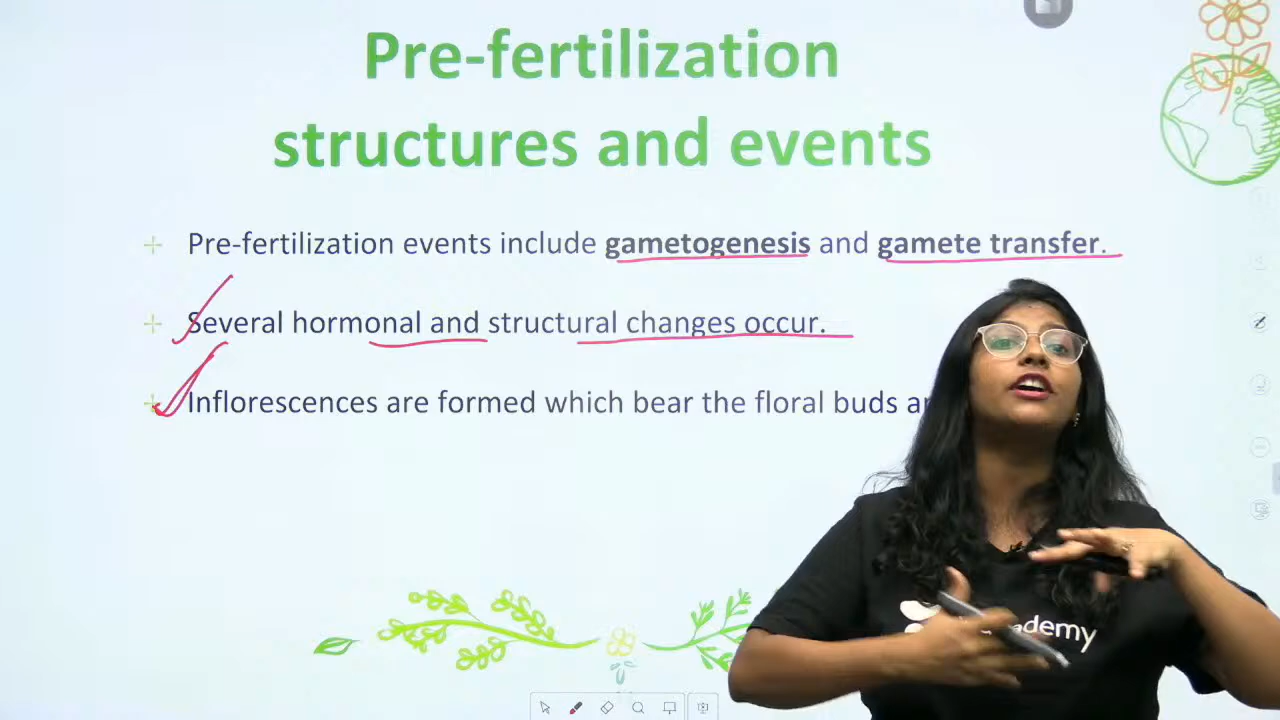 Pre-fertilization
structures and events
Pre-fertilization events include gametogenesis and gamete transfer.
Several hormonal and structural changes occur.
Inflorescences are formed which bear the floral buds